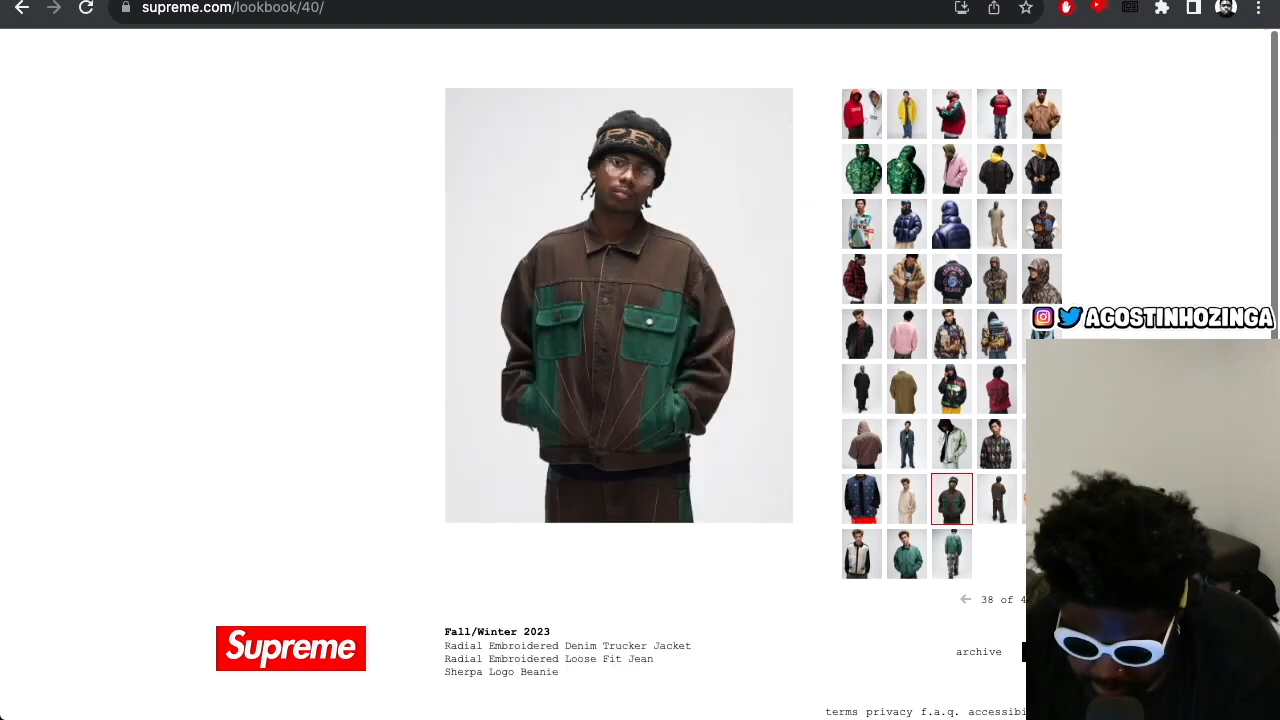 supreme.com/lookbook/40/
AGOSTINHOZINGA
38 of 4
Supreme
Fall/Winter 2023
Radial Embroidered Denim Trucker Jacket
Radial Embroidered Loose Fit Jean
Sherpa Logo Beanie
archive
terms privacy f.a.q. accessibi